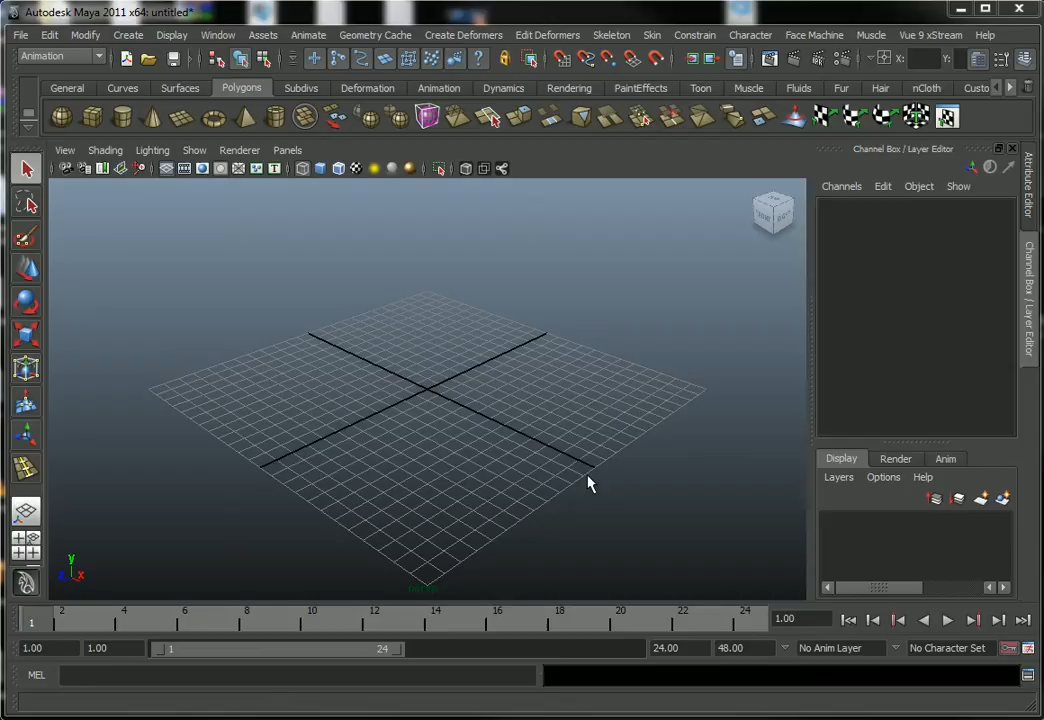 Autodesk Maya 2011 x64: untitled*
File Edit Modify Create Display Window Assets Animate Geometry Cache Create Deformers Edit Deformers Skeleton Skin Constrain Character Face Machine Muscle Vue 9 xStream Help
Animation X: Y:
General Curves Surfaces Polygons Subdivs Deformation Animation Dynamics Rendering PaintEffects Toon Muscle Fluids Fur Hair nCloth Custo
View Shading Lighting Show Renderer Panels
Channel Box / Layer Editor
Channels Edit Object Show
Attribute Editor
Channel Box / Layer Editor
Display Render Anim
Layers Options Help
y
x
persp
2 4 6 8 10 12 14 16 18 20 22 24
1 1.00
1.00 1.00 1 24 24.00 48.00 No Anim Layer No Character Set
MEL